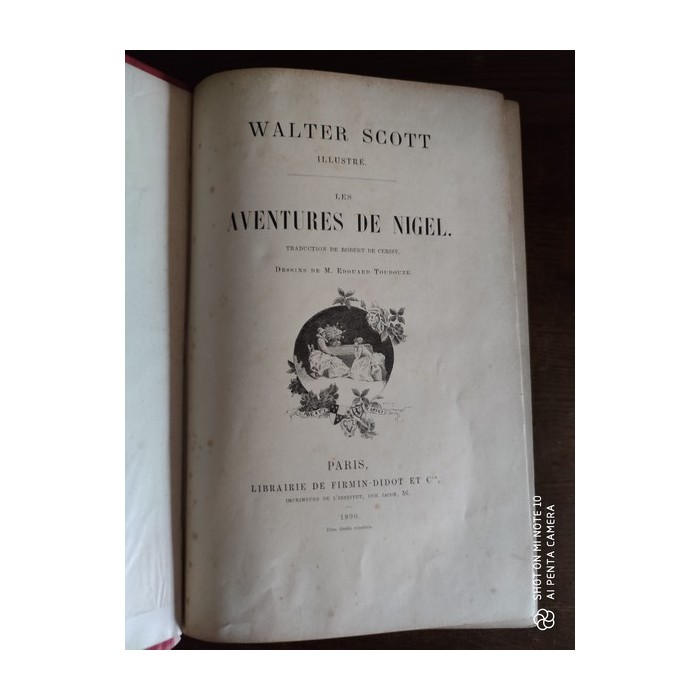 WALTER SCOTT
ILLUSTRÉ.
LES
AVENTURES DE NIGEL.
TRADUCTION DE ROBERT DE CERISY.
DESSINS DE M. EDOUARD TOUDOUZE.
PARIS,
LIBRAIRIE DE FIRMIN-DIDOT ET Cie,
IMPRIMEURS DE L'INSTITUT, RUE JACOB, 56.
1890.
SHOT ON MI NOTE 10
AI PENTA CAMERA